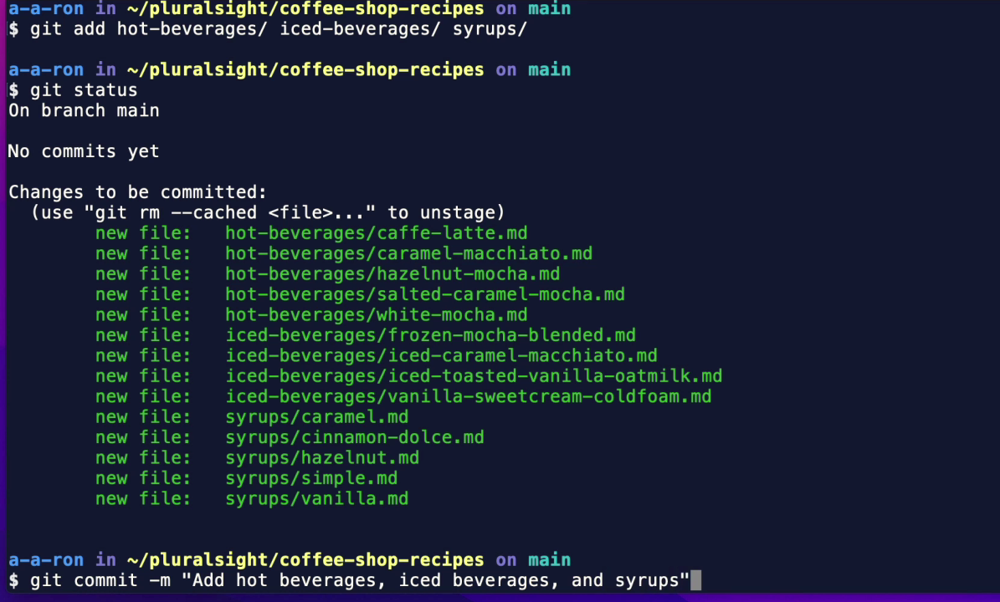 a-a-ron in ~/pluralsight/coffee-shop-recipes on main
$ git add hot-beverages/ iced-beverages/ syrups/
a-a-ron in ~/pluralsight/coffee-shop-recipes on main
$ git status
On branch main
No commits yet
Changes to be committed:
  (use "git rm --cached <file>..." to unstage)
        new file:   hot-beverages/caffe-latte.md
        new file:   hot-beverages/caramel-macchiato.md
        new file:   hot-beverages/hazelnut-mocha.md
        new file:   hot-beverages/salted-caramel-mocha.md
        new file:   hot-beverages/white-mocha.md
        new file:   iced-beverages/frozen-mocha-blended.md
        new file:   iced-beverages/iced-caramel-macchiato.md
        new file:   iced-beverages/iced-toasted-vanilla-oatmilk.md
        new file:   iced-beverages/vanilla-sweetcream-coldfoam.md
        new file:   syrups/caramel.md
        new file:   syrups/cinnamon-dolce.md
        new file:   syrups/hazelnut.md
        new file:   syrups/simple.md
        new file:   syrups/vanilla.md
a-a-ron in ~/pluralsight/coffee-shop-recipes on main
$ git commit -m "Add hot beverages, iced beverages, and syrups"